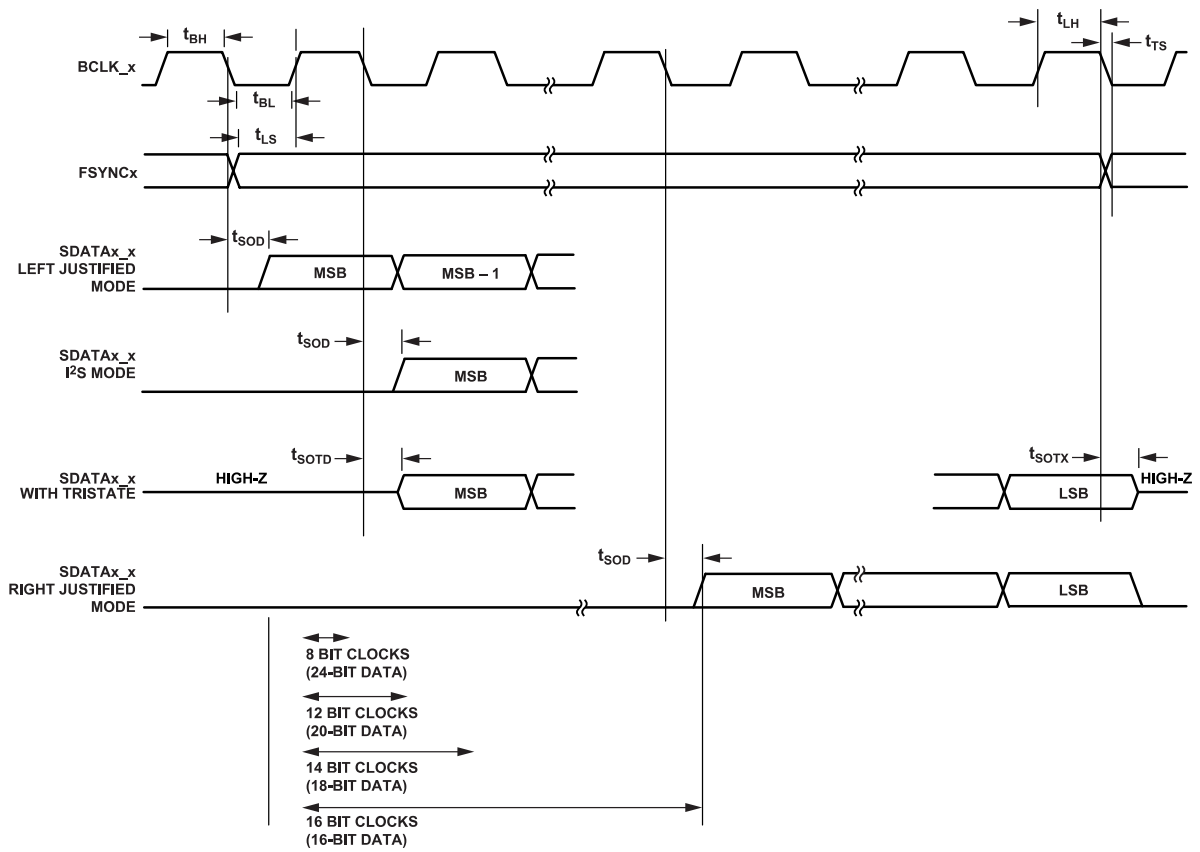 tBH
tLH
tTS
BCLK_x
tBL
tLS
FSYNCx
tSOD
SDATAx_x
LEFT JUSTIFIED
MODE
MSB
MSB – 1
tSOD
SDATAx_x
I²S MODE
MSB
tSOTD
tSOTX
HIGH-Z
HIGH-Z
SDATAx_x
WITH TRISTATE
MSB
LSB
tSOD
SDATAx_x
RIGHT JUSTIFIED
MODE
MSB
LSB
8 BIT CLOCKS
(24-BIT DATA)
12 BIT CLOCKS
(20-BIT DATA)
14 BIT CLOCKS
(18-BIT DATA)
16 BIT CLOCKS
(16-BIT DATA)